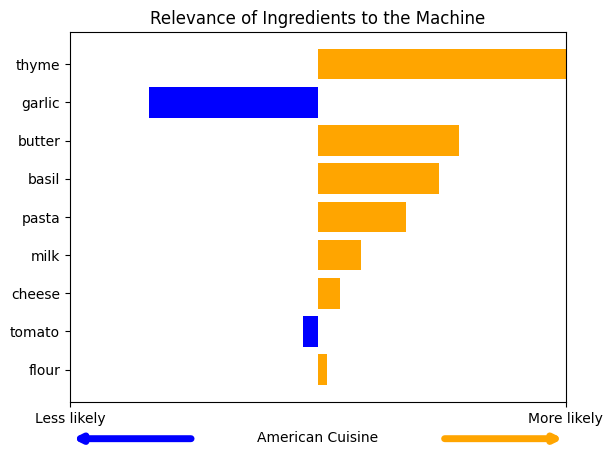 Relevance of Ingredients to the Machine
thyme
garlic
butter
basil
pasta
milk
cheese
tomato
flour
Less likely
More likely
American Cuisine